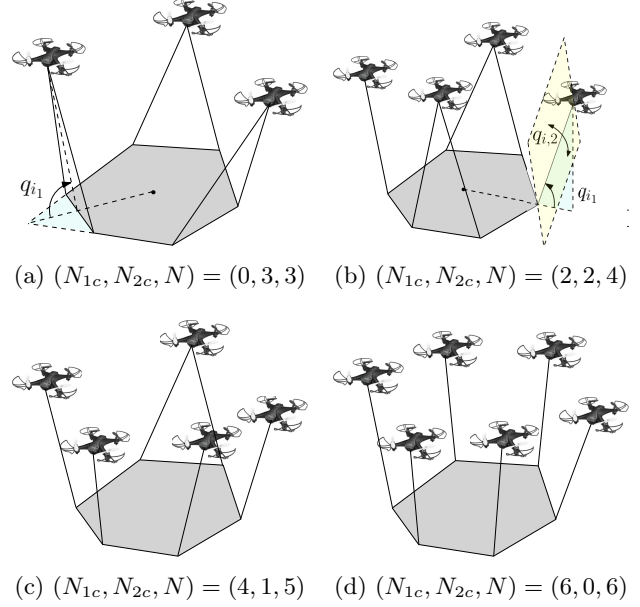 q_{i_1}
q_{i,2}
q_{i_1}
(a) (N_{1c}, N_{2c}, N) = (0, 3, 3)
(b) (N_{1c}, N_{2c}, N) = (2, 2, 4)
(c) (N_{1c}, N_{2c}, N) = (4, 1, 5)
(d) (N_{1c}, N_{2c}, N) = (6, 0, 6)